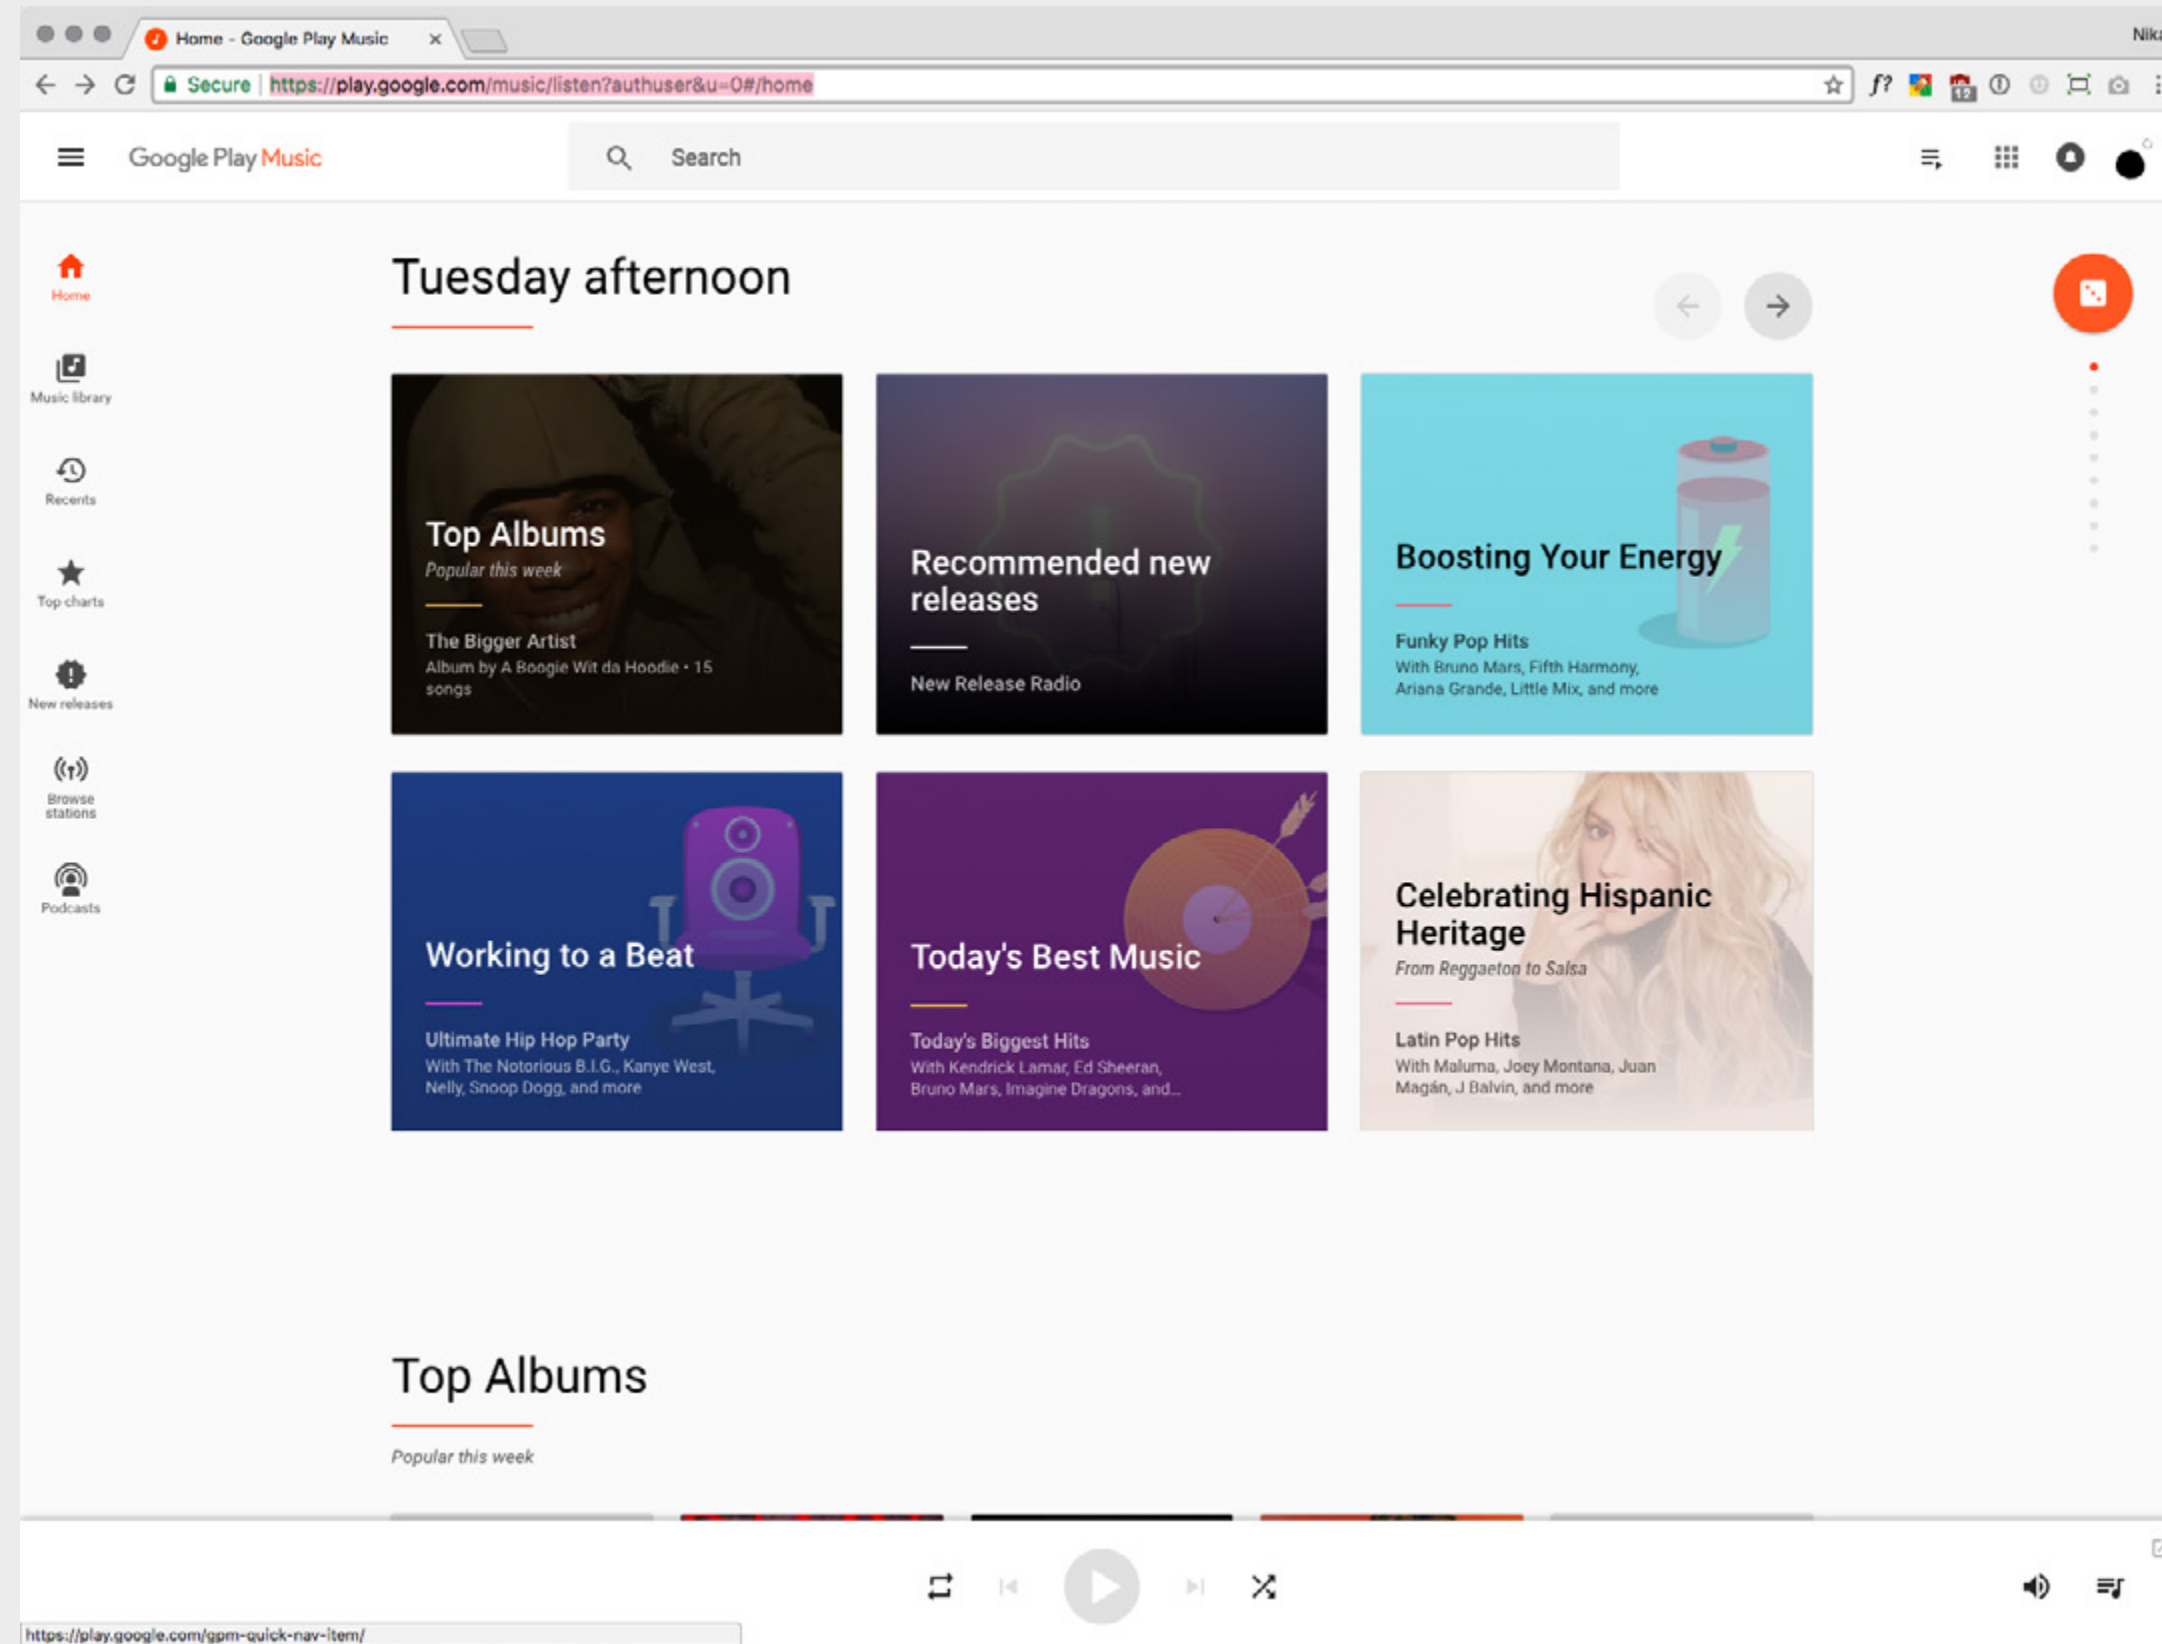 Home - Google Play Music
Nika
Secure
https://play.google.com/music/listen?authuser&u=0#/home
f?
12
Google Play Music
Search
Home
Music library
Recents
Top charts
New releases
Browse
stations
Podcasts
Tuesday afternoon
Top Albums
Popular this week
The Bigger Artist
Album by A Boogie Wit da Hoodie • 15
songs
Recommended new
releases
New Release Radio
Boosting Your Energy
Funky Pop Hits
With Bruno Mars, Fifth Harmony,
Ariana Grande, Little Mix, and more
Working to a Beat
Ultimate Hip Hop Party
With The Notorious B.I.G., Kanye West,
Nelly, Snoop Dogg, and more
Today's Best Music
Today's Biggest Hits
With Kendrick Lamar, Ed Sheeran,
Bruno Mars, Imagine Dragons, and...
Celebrating Hispanic
Heritage
From Reggaeton to Salsa
Latin Pop Hits
With Maluma, Joey Montana, Juan
Magán, J Balvin, and more
Top Albums
Popular this week
https://play.google.com/gpm-quick-nav-item/